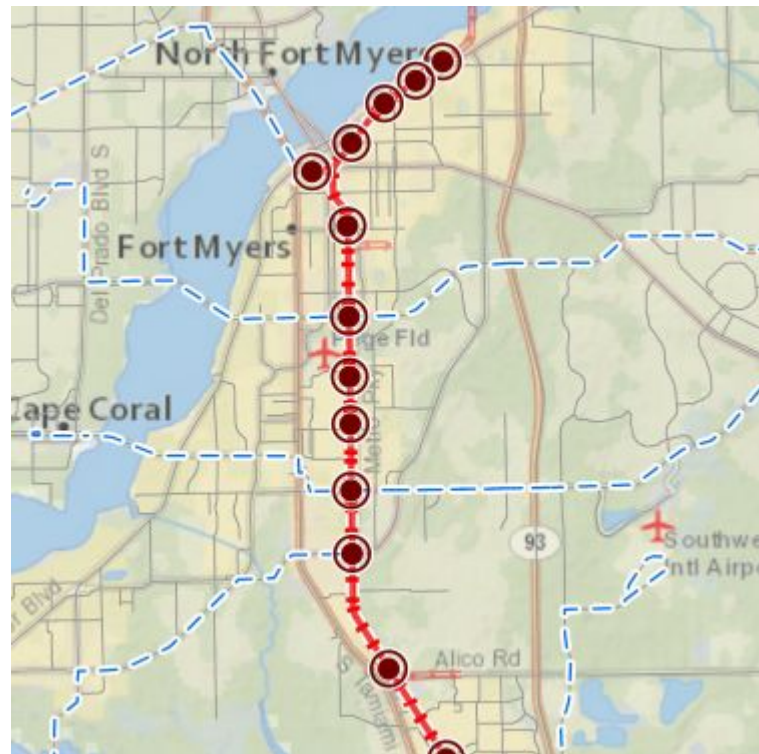 North Fort Myers
Del Prado Blvd S
Fort Myers
Page Fld
Cape Coral
Metro Pky
93
Southwe
Intl Airpo
Blvd
Alico Rd
S Tamiami